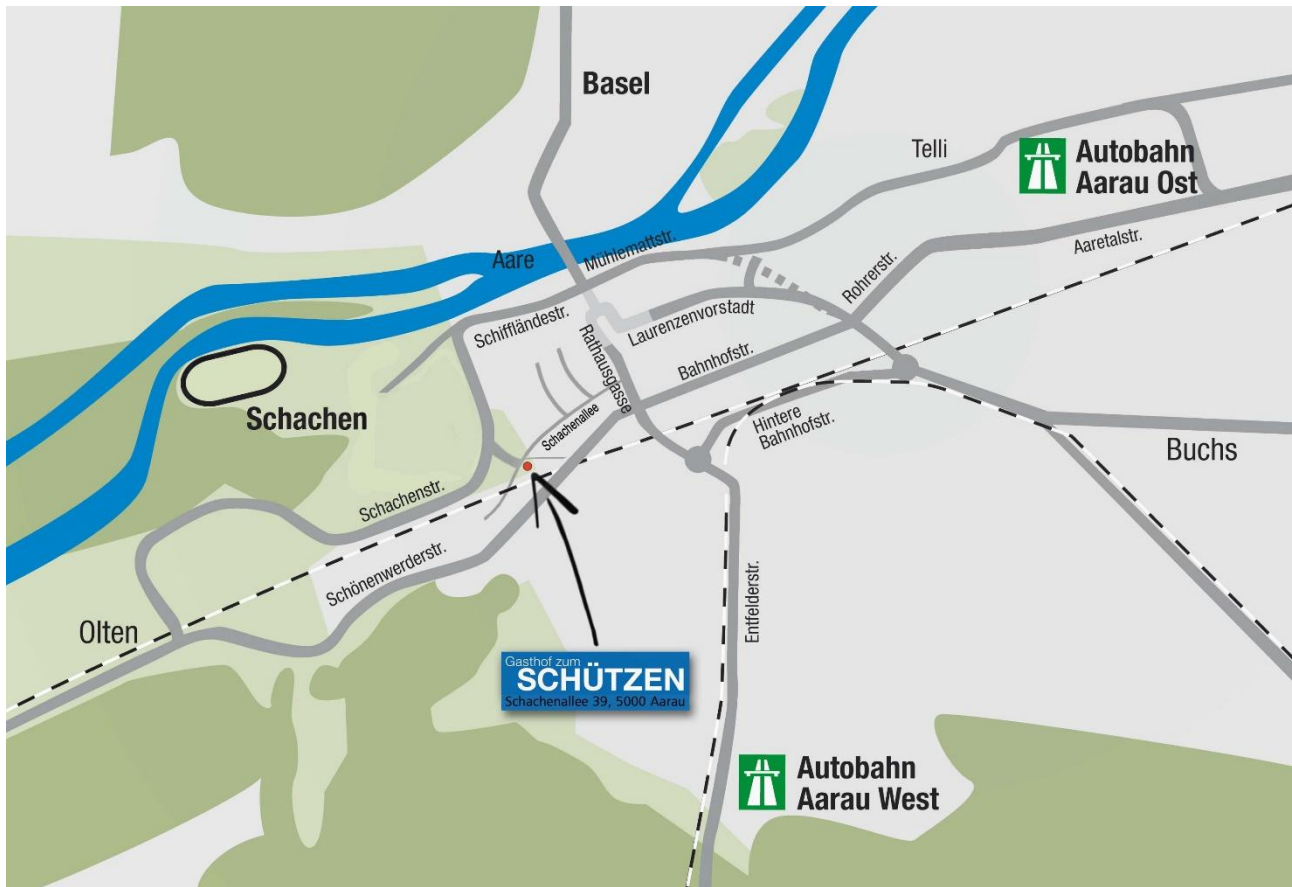 Basel
Telli
Autobahn
Aarau Ost
Aare
Mühlemattstr.
Aaretalstr.
Rohrerstr.
Schiffländestr.
Laurenzenvorstadt
Rathausgasse
Bahnhofstr.
Schachen
Schachenallee
Hintere
Bahnhofstr.
Buchs
Schachenstr.
Schönenwerderstr.
Entfelderstr.
Olten
Gasthof zum
SCHÜTZEN
Schachenallee 39, 5000 Aarau
Autobahn
Aarau West